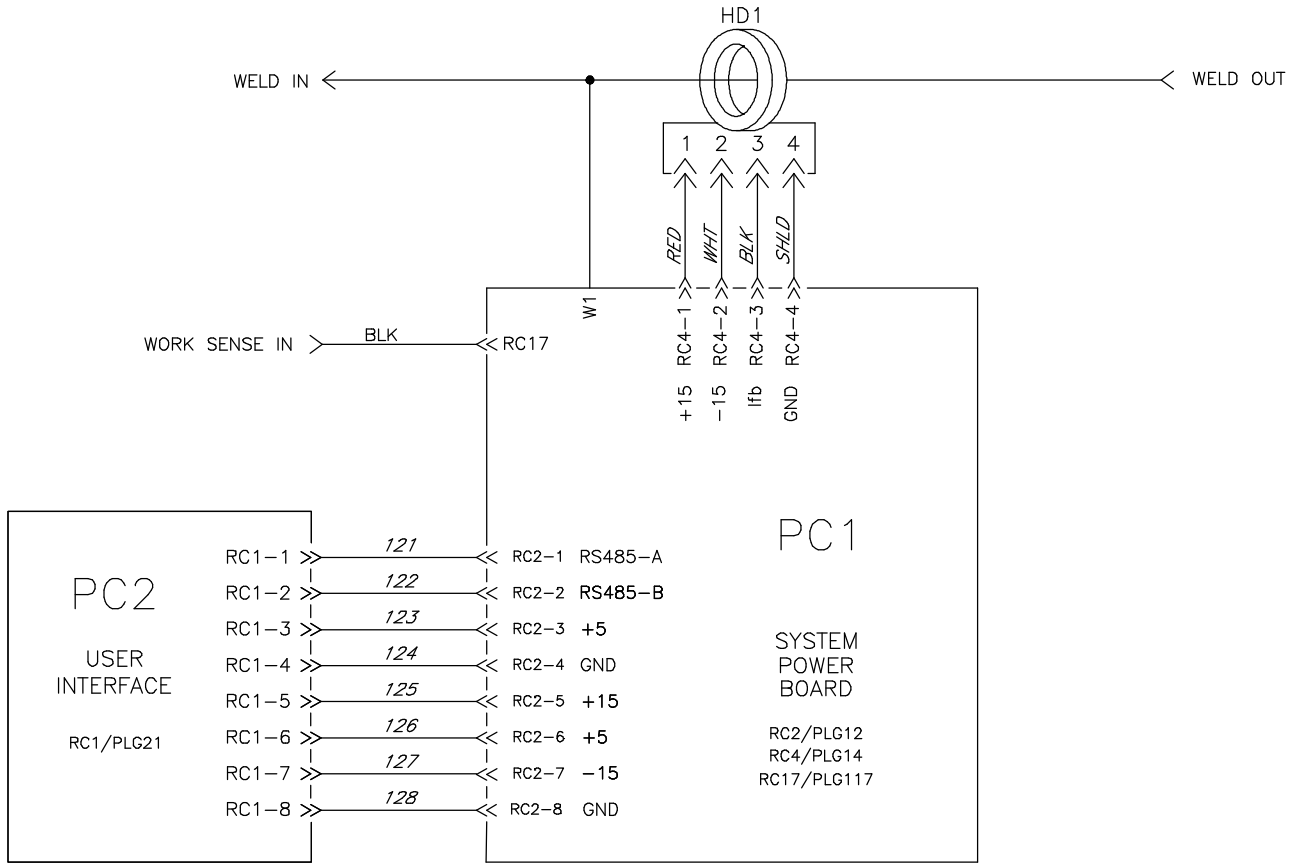 HD1
WELD IN
WELD OUT
1 2 3 4
RED
WHT
BLK
SHLD
W1
RC4-1
RC4-2
RC4-3
RC4-4
+15
-15
Ifb
GND
WORK SENSE IN
BLK
RC17
PC2
USER
INTERFACE
RC1/PLG21
RC1-1 121 RC2-1 RS485-A
RC1-2 122 RC2-2 RS485-B
RC1-3 123 RC2-3 +5
RC1-4 124 RC2-4 GND
RC1-5 125 RC2-5 +15
RC1-6 126 RC2-6 +5
RC1-7 127 RC2-7 -15
RC1-8 128 RC2-8 GND
PC1
SYSTEM
POWER
BOARD
RC2/PLG12
RC4/PLG14
RC17/PLG117